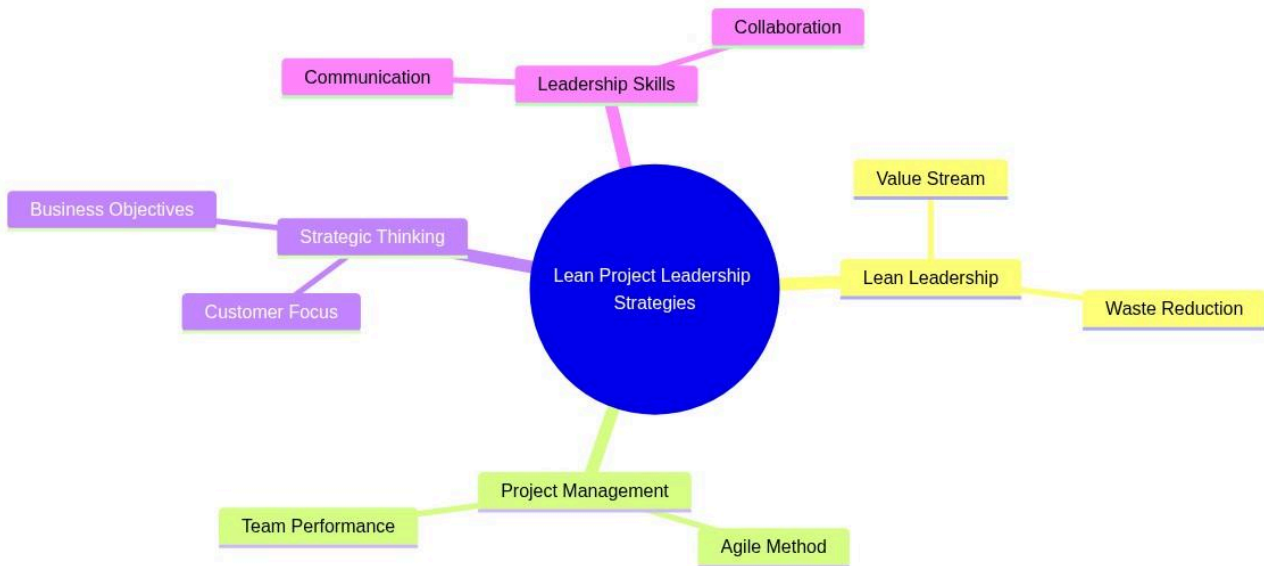 Collaboration
Communication
Leadership Skills
Value Stream
Business Objectives
Strategic Thinking
Lean Project Leadership
Strategies
Lean Leadership
Customer Focus
Waste Reduction
Project Management
Team Performance
Agile Method